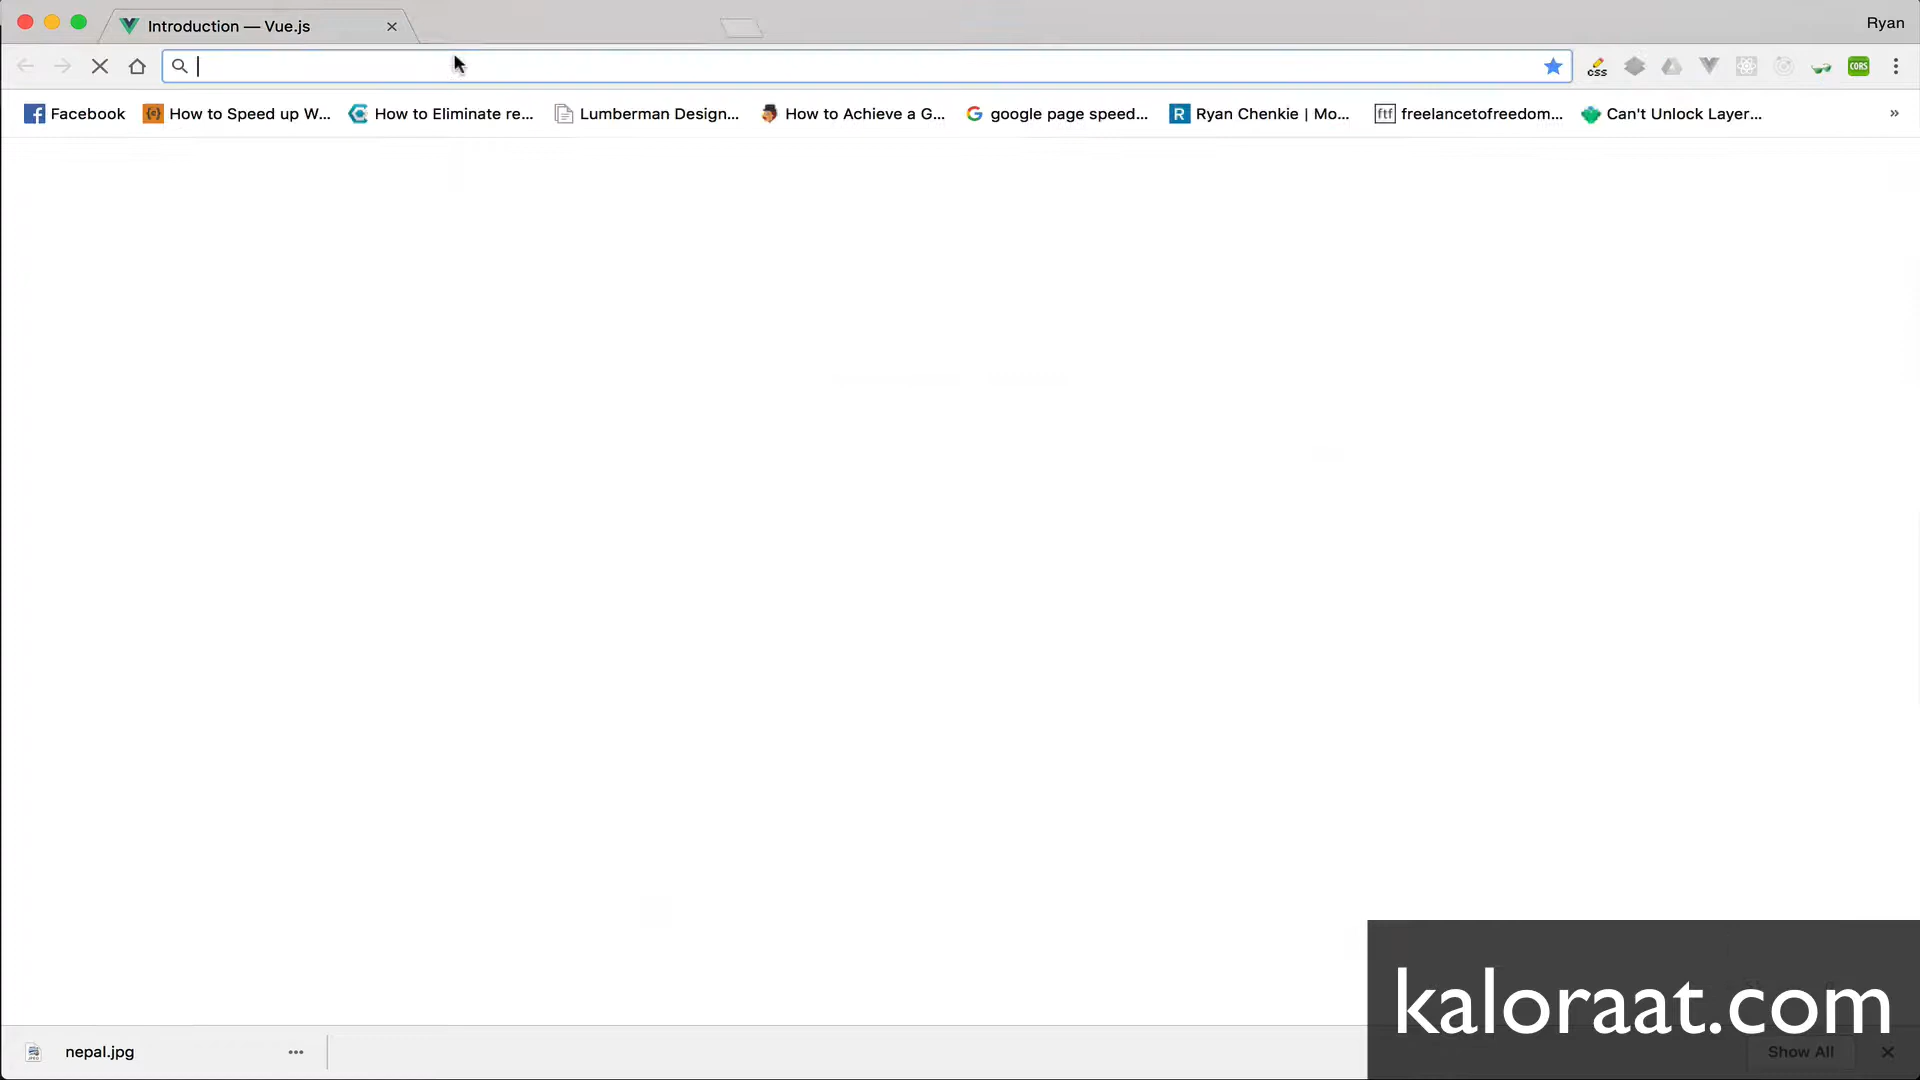 Introduction — Vue.js
Ryan
css
CORS
Facebook
How to Speed up W...
How to Eliminate re...
Lumberman Design...
How to Achieve a G...
google page speed...
R
Ryan Chenkie | Mo...
ftf
freelancetofreedom...
Can't Unlock Layer...
»
kaloraat.com
nepal.jpg
Show All